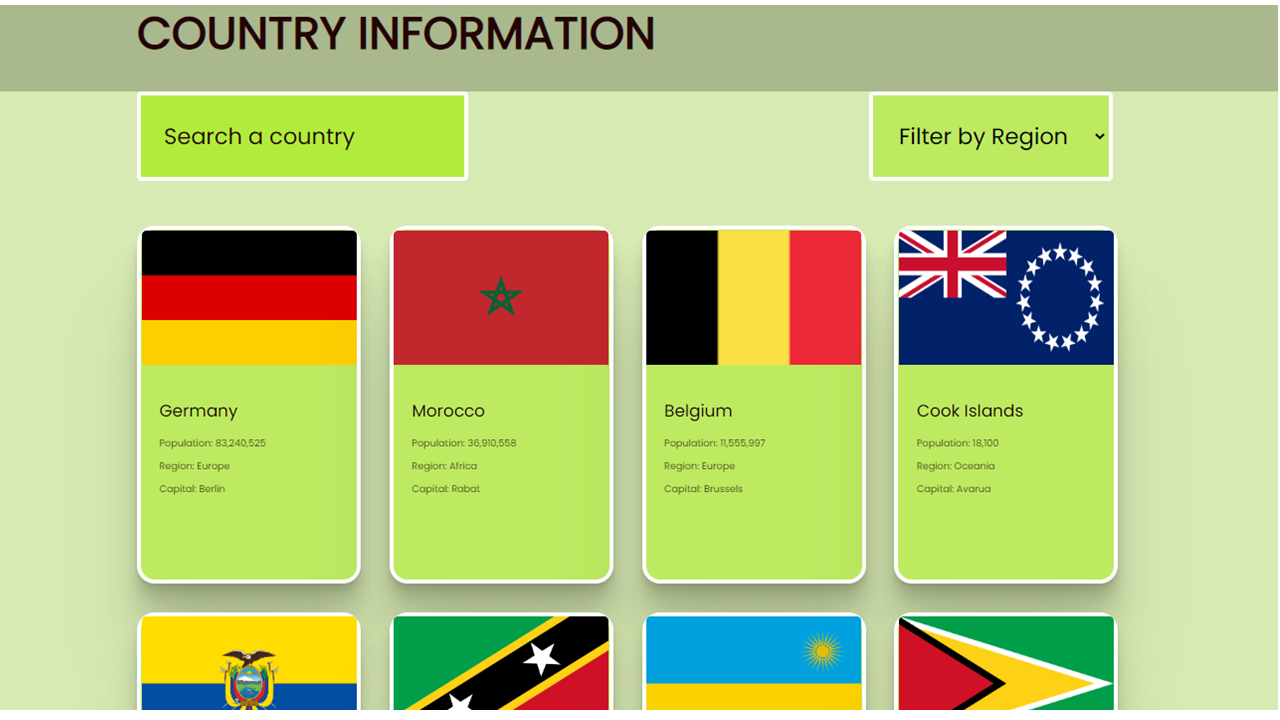 COUNTRY INFORMATION
Search a country
Filter by Region
Germany
Population: 83,240,525
Region: Europe
Capital: Berlin
Morocco
Population: 36,910,558
Region: Africa
Capital: Rabat
Belgium
Population: 11,555,997
Region: Europe
Capital: Brussels
Cook Islands
Population: 18,100
Region: Oceania
Capital: Avarua